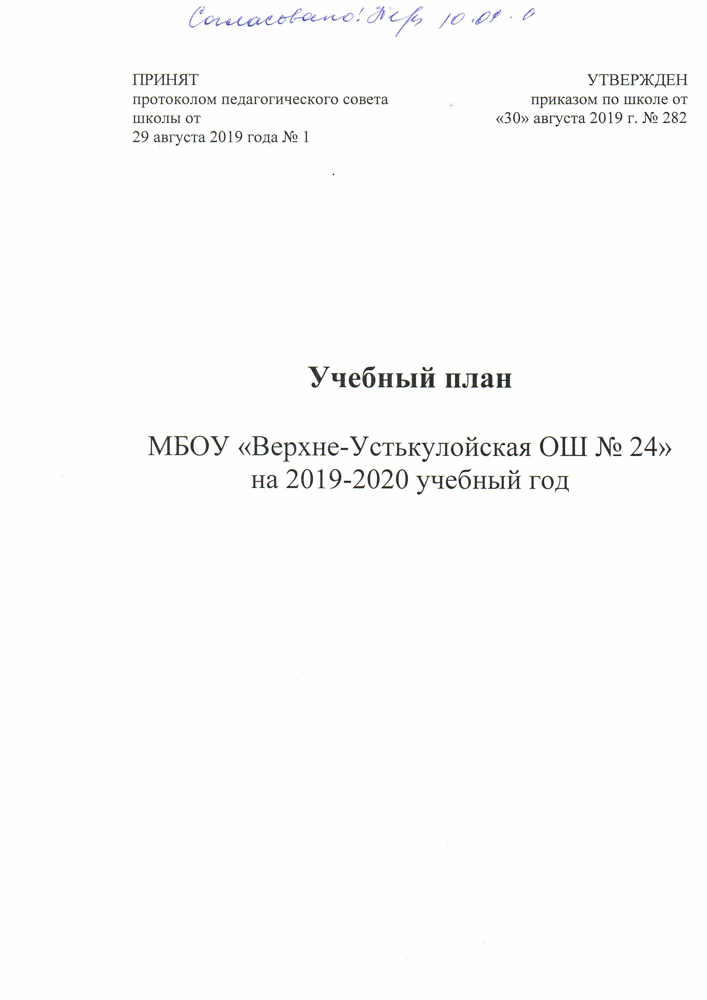 Согласовано! 10.09.
ПРИНЯТ
протоколом педагогического совета
школы от
29 августа 2019 года № 1
УТВЕРЖДЕН
приказом по школе от
«30» августа 2019 г. № 282
Учебный план
МБОУ «Верхне-Устькулойская ОШ № 24»
на 2019-2020 учебный год